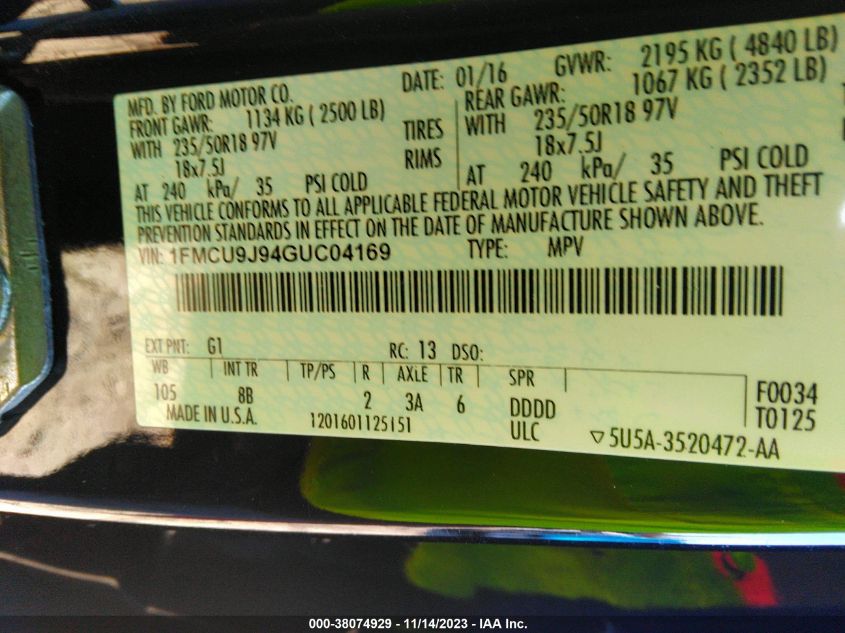 MFD. BY FORD MOTOR CO. DATE: 01/16 GVWR: 2195 KG ( 4840 LB)
FRONT GAWR: 1134 KG ( 2500 LB) REAR GAWR: 1067 KG ( 2352 LB)
WITH 235/50R18 97V TIRES WITH 235/50R18 97V
18x7.5J RIMS 18x7.5J
AT 240 kPa/ 35 PSI COLD AT 240 kPa/ 35 PSI COLD
THIS VEHICLE CONFORMS TO ALL APPLICABLE FEDERAL MOTOR VEHICLE SAFETY AND THEFT
PREVENTION STANDARDS IN EFFECT ON THE DATE OF MANUFACTURE SHOWN ABOVE.
VIN: 1FMCU9J94GUC04169 TYPE: MPV
EXT PNT: G1 RC: 13 DSO:
WB INT TR TP/PS R AXLE TR SPR
105 8B 2 3A 6 DDDD F0034
MADE IN U.S.A. 1201601125151 ULC T0125
▽5U5A-3520472-AA
000-38074929 - 11/14/2023 - IAA Inc.